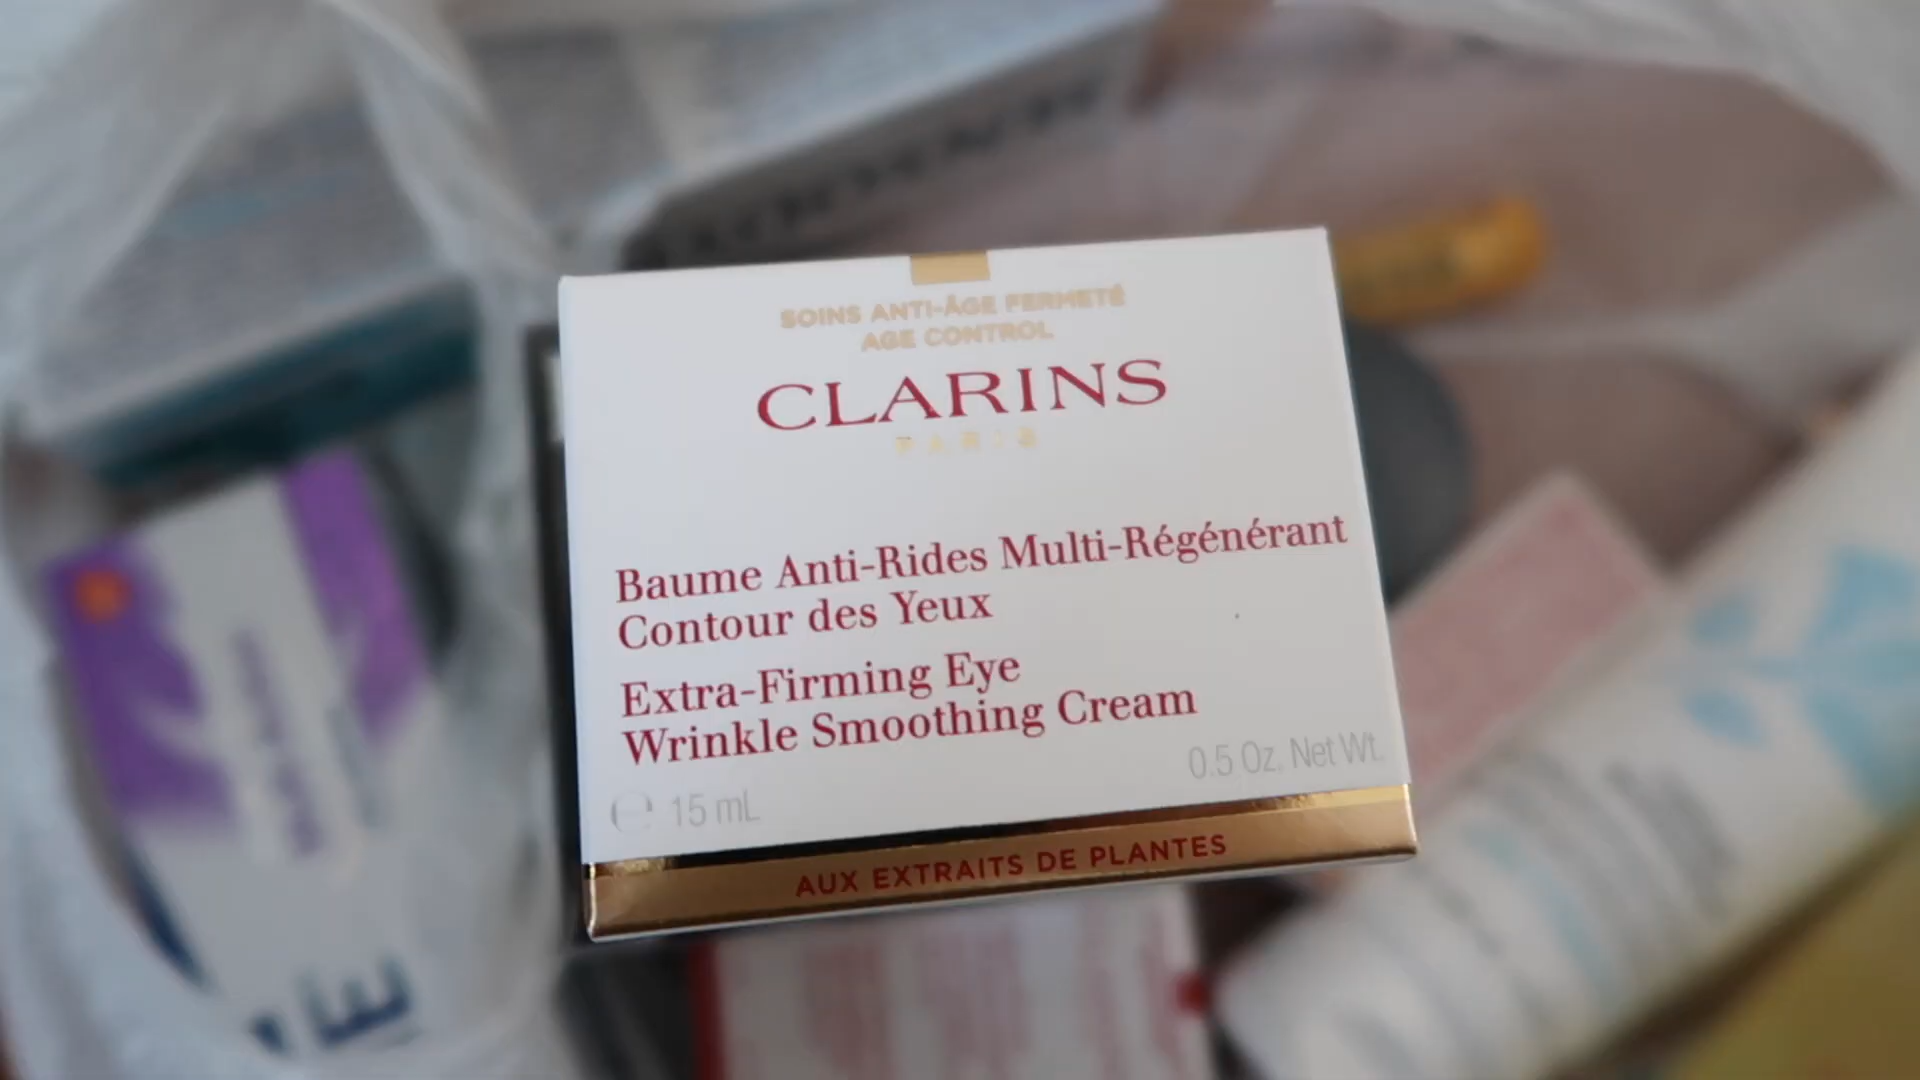 SOINS ANTI-ÂGE FERMETÉ
AGE CONTROL
CLARINS
PARIS
Baume Anti-Rides Multi-Régénérant
Contour des Yeux
Extra-Firming Eye
Wrinkle Smoothing Cream
0.5 Oz. Net Wt.
℮ 15 mL
AUX EXTRAITS DE PLANTES